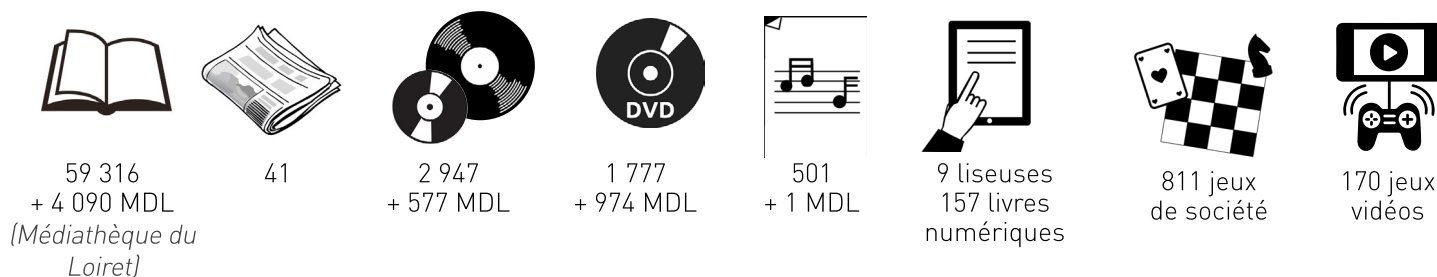 DVD
59 316
+ 4 090 MDL
(Médiathèque du
Loiret)
41
2 947
+ 577 MDL
1 777
+ 974 MDL
501
+ 1 MDL
9 liseuses
157 livres
numériques
811 jeux
de société
170 jeux
vidéos